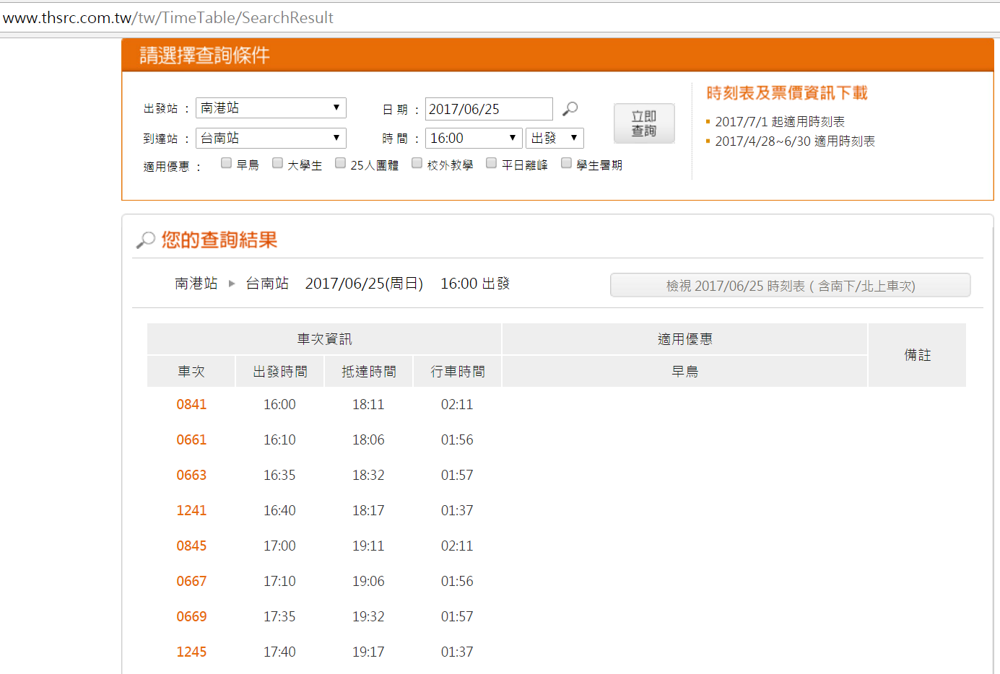 www.thsrc.com.tw/tw/TimeTable/SearchResult
請選擇查詢條件
出發站 : 南港站 日期 : 2017/06/25 立即查詢
到達站 : 台南站 時間 : 16:00 出發
適用優惠 : 早鳥 大學生 25人團體 校外教學 平日離峰 學生暑期
時刻表及票價資訊下載
2017/7/1 起適用時刻表
2017/4/28~6/30 適用時刻表
您的查詢結果
南港站 台南站 2017/06/25(周日) 16:00 出發 檢視 2017/06/25 時刻表 ( 含南下/北上車次)
車次資訊 適用優惠 備註
車次 出發時間 抵達時間 行車時間 早鳥
0841 16:00 18:11 02:11
0661 16:10 18:06 01:56
0663 16:35 18:32 01:57
1241 16:40 18:17 01:37
0845 17:00 19:11 02:11
0667 17:10 19:06 01:56
0669 17:35 19:32 01:57
1245 17:40 19:17 01:37